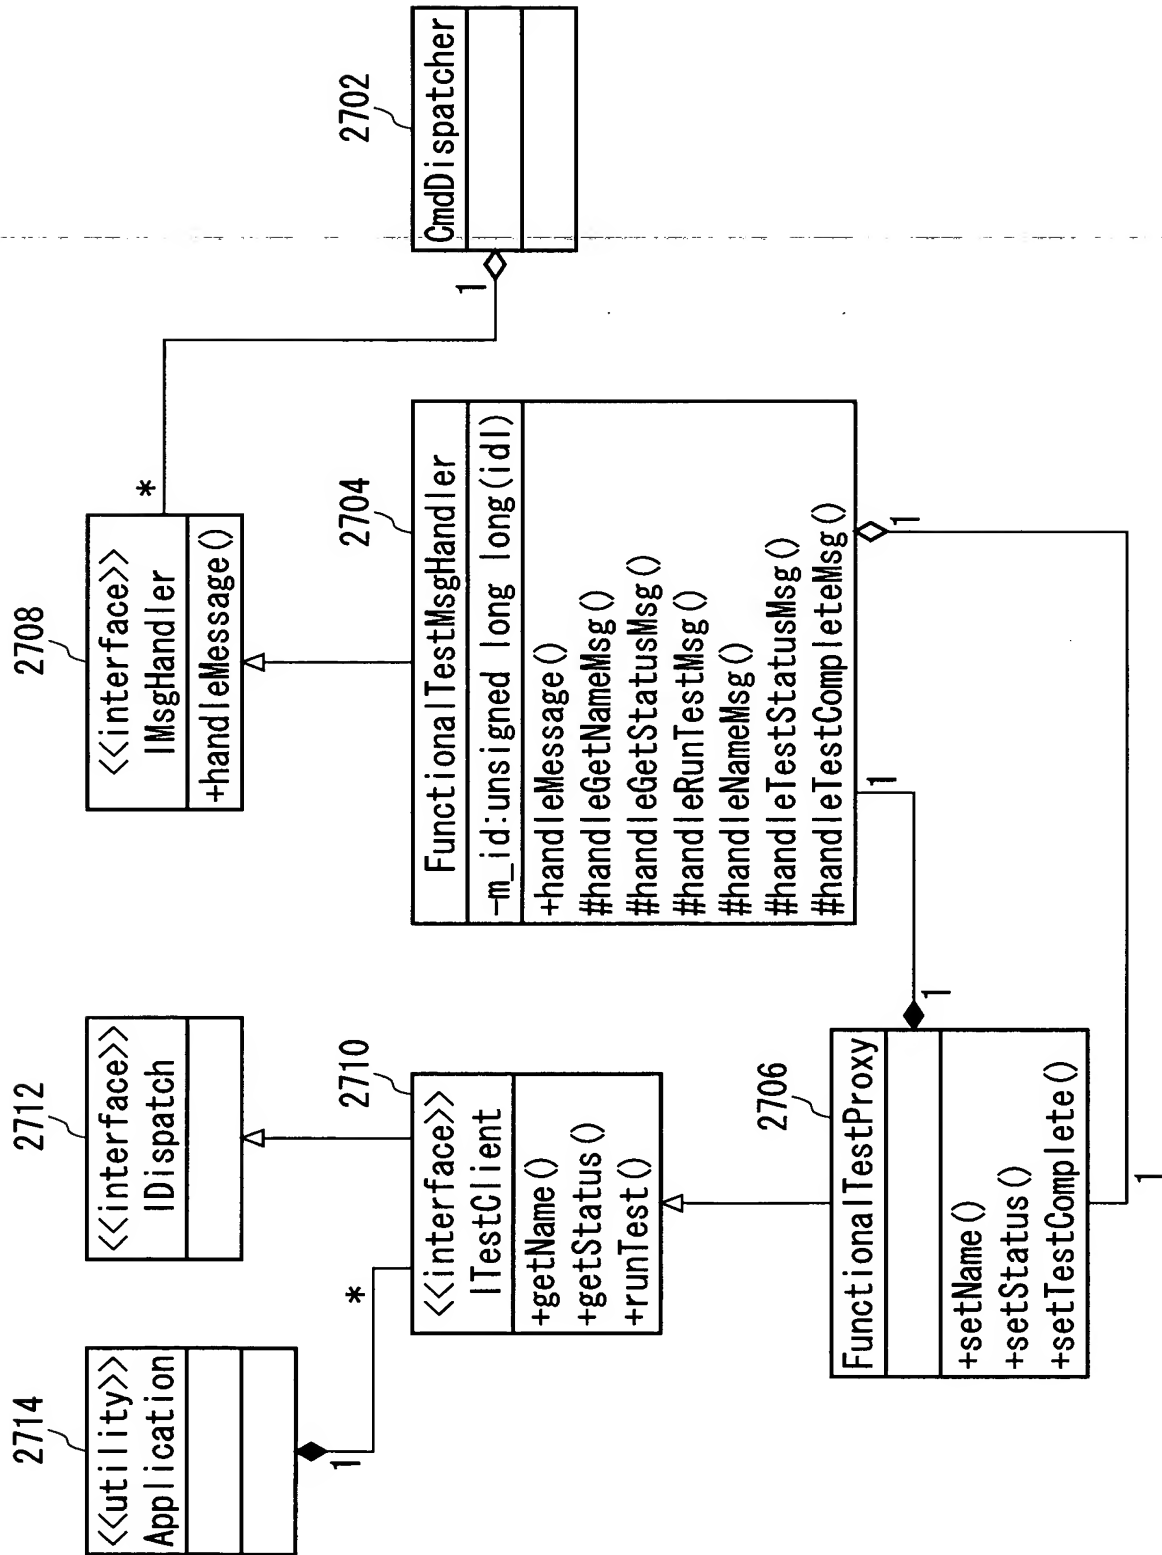 2714
<<utility>>
Application
1
*
2712
<<interface>>
IDispatch
2710
<<interface>>
ITestClient
+getName()
+getStatus()
+runTest()
2706
FunctionalTestProxy
+setName()
+setStatus()
+setTestComplete()
1
1
2708
<<interface>>
IMsgHandler
+handleMessage()
*
2704
FunctionalTestMsgHandler
-m_id:unsigned long long(idl)
+handleMessage()
#handleGetNameMsg()
#handleGetStatusMsg()
#handleRunTestMsg()
#handleNameMsg()
#handleTestStatusMsg()
#handleTestCompleteMsg()
1
1
2702
CmdDispatcher
1